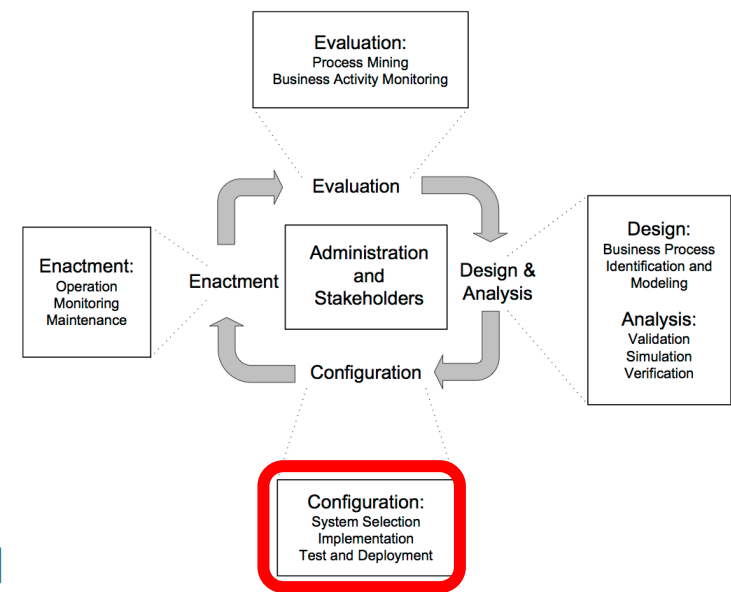 Evaluation:
Process Mining
Business Activity Monitoring
Evaluation
Design:
Business Process
Identification and
Modeling
Analysis:
Validation
Simulation
Verification
Enactment:
Operation
Monitoring
Maintenance
Enactment
Administration
and
Stakeholders
Design &
Analysis
Configuration
Configuration:
System Selection
Implementation
Test and Deployment